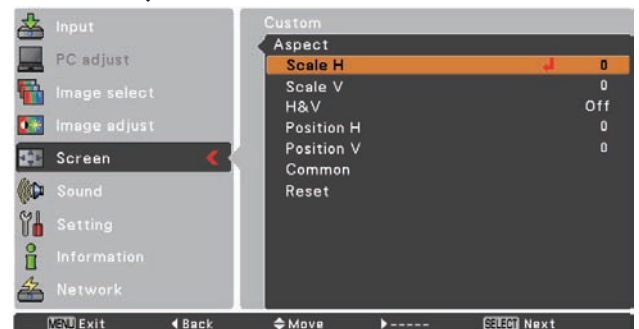 Input
PC adjust
Image select
Image adjust
Screen
Sound
Setting
Information
Network
Custom
Aspect
Scale H 0
Scale V 0
H&V Off
Position H 0
Position V 0
Common
Reset
MENU Exit ◀Back Move ▶----- SELECT Next